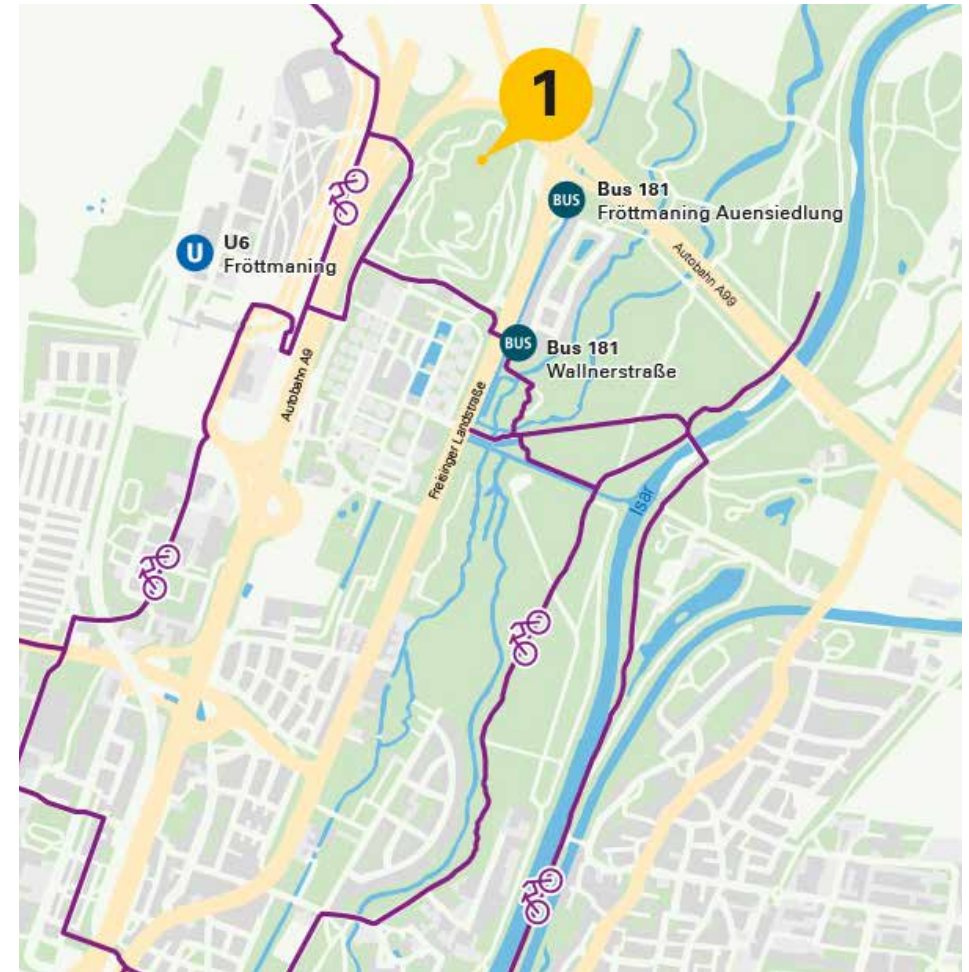 1
BUS
Bus 181
Fröttmaning Auensiedlung
U
U6
Fröttmaning
Autobahn A99
BUS
Bus 181
Wallnerstraße
Autobahn A9
Freisinger Landstraße
Isar